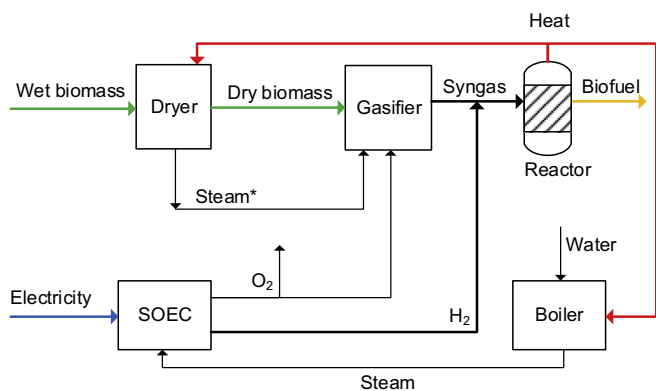 Heat
Wet biomass
Dryer
Dry biomass
Gasifier
Syngas
Biofuel
Reactor
Steam*
Water
O2
Electricity
SOEC
H2
Boiler
Steam